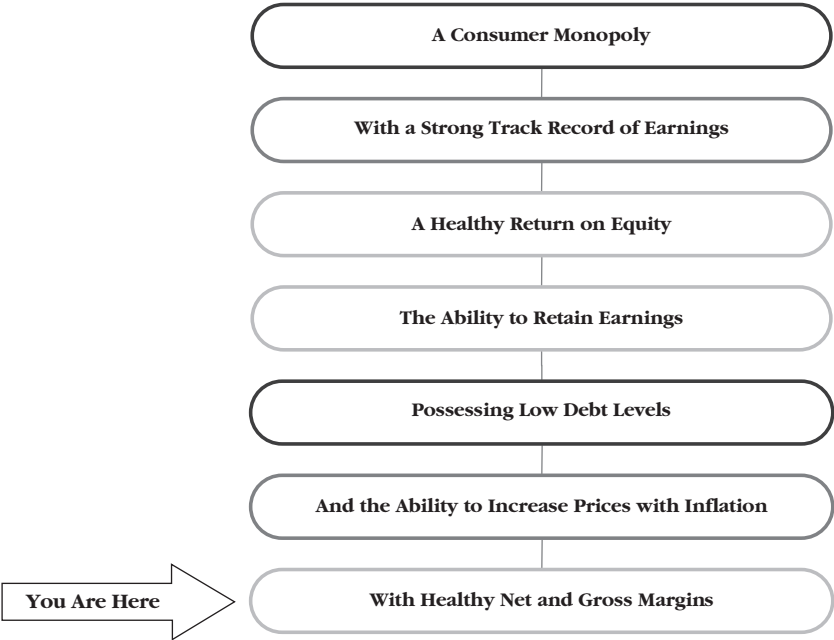 A Consumer Monopoly
With a Strong Track Record of Earnings
A Healthy Return on Equity
The Ability to Retain Earnings
Possessing Low Debt Levels
And the Ability to Increase Prices with Inflation
You Are Here
With Healthy Net and Gross Margins